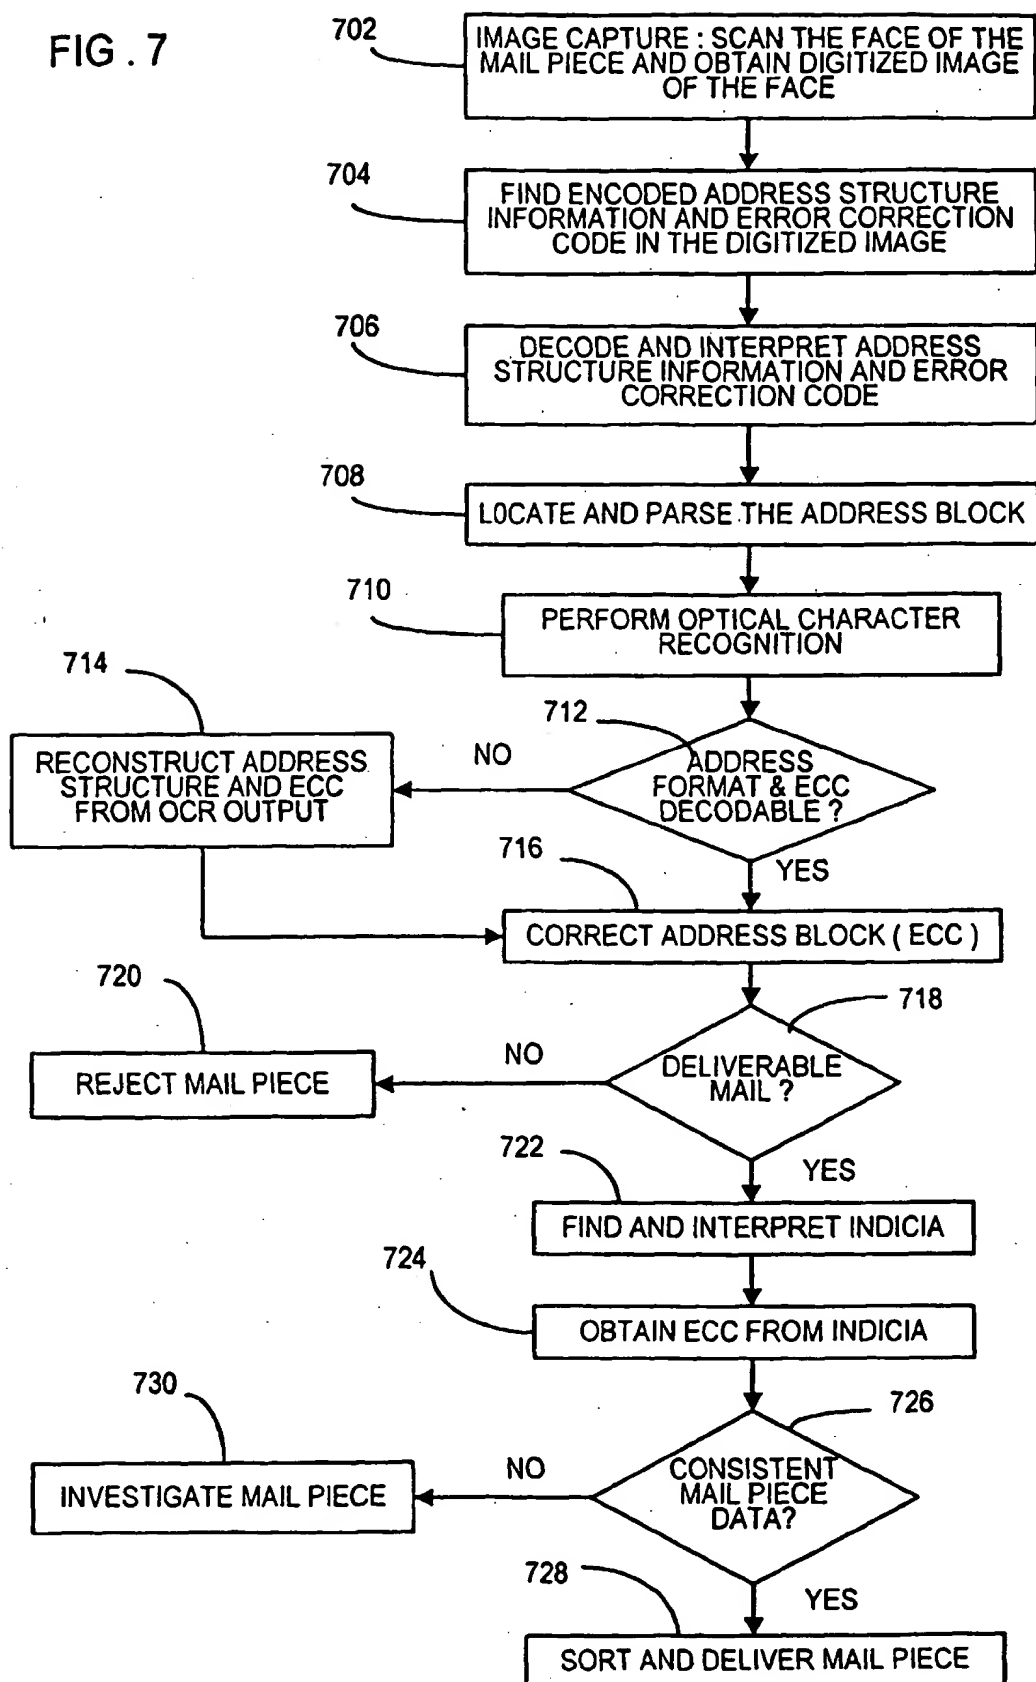 FIG. 7
702
IMAGE CAPTURE : SCAN THE FACE OF THE
MAIL PIECE AND OBTAIN DIGITIZED IMAGE
OF THE FACE
704
FIND ENCODED ADDRESS STRUCTURE
INFORMATION AND ERROR CORRECTION
CODE IN THE DIGITIZED IMAGE
706
DECODE AND INTERPRET ADDRESS
STRUCTURE INFORMATION AND ERROR
CORRECTION CODE
708
LOCATE AND PARSE THE ADDRESS BLOCK
710
PERFORM OPTICAL CHARACTER
RECOGNITION
712
ADDRESS
FORMAT & ECC
DECODABLE ?
NO
YES
714
RECONSTRUCT ADDRESS
STRUCTURE AND ECC
FROM OCR OUTPUT
716
CORRECT ADDRESS BLOCK ( ECC )
718
DELIVERABLE
MAIL ?
NO
YES
720
REJECT MAIL PIECE
722
FIND AND INTERPRET INDICIA
724
OBTAIN ECC FROM INDICIA
726
CONSISTENT
MAIL PIECE
DATA?
NO
YES
730
INVESTIGATE MAIL PIECE
728
SORT AND DELIVER MAIL PIECE